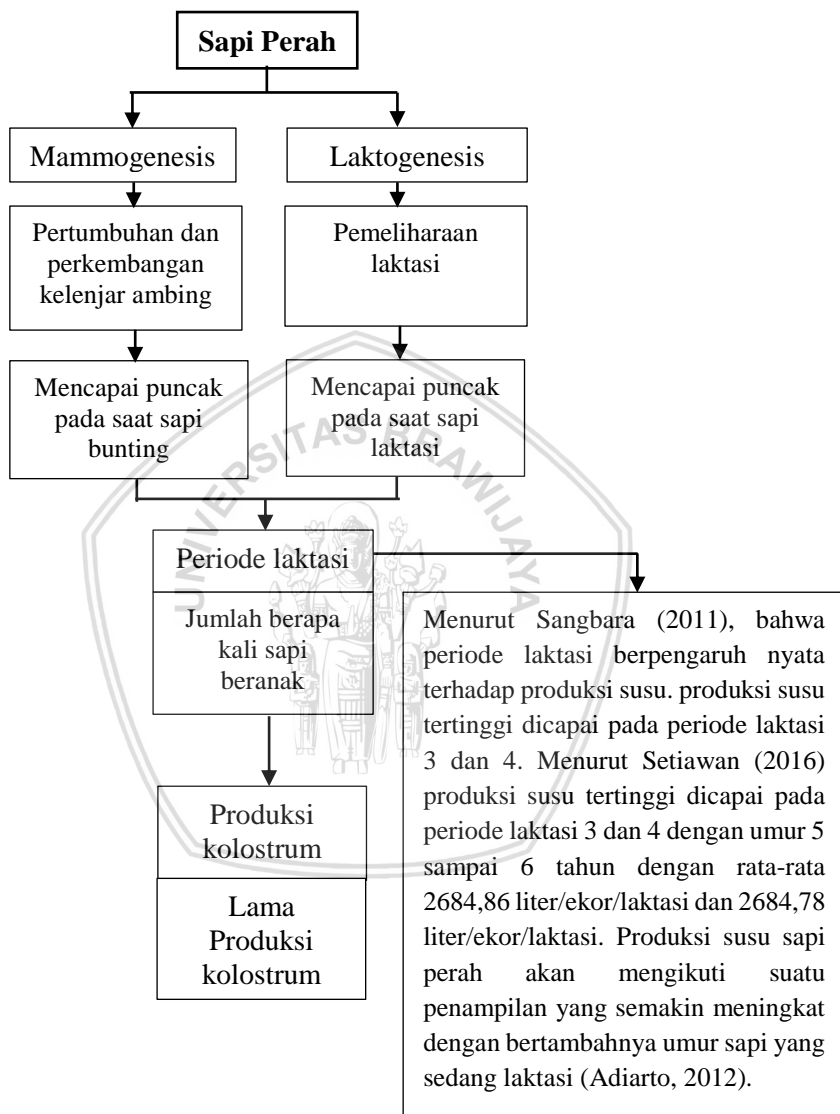 Sapi Perah
Mammogenesis
Laktogenesis
Pertumbuhan dan
perkembangan
kelenjar ambing
Pemeliharaan
laktasi
Mencapai puncak
pada saat sapi
bunting
Mencapai puncak
pada saat sapi
laktasi
UNIVERSITAS BRAWIJAYA
Periode laktasi
Jumlah berapa
kali sapi
beranak
Produksi
kolostrum
Lama
Produksi
kolostrum
Menurut Sangbara (2011), bahwa
periode laktasi berpengaruh nyata
terhadap produksi susu. produksi susu
tertinggi dicapai pada periode laktasi
3 dan 4. Menurut Setiawan (2016)
produksi susu tertinggi dicapai pada
periode laktasi 3 dan 4 dengan umur 5
sampai 6 tahun dengan rata-rata
2684,86 liter/ekor/laktasi dan 2684,78
liter/ekor/laktasi. Produksi susu sapi
perah akan mengikuti suatu
penampilan yang semakin meningkat
dengan bertambahnya umur sapi yang
sedang laktasi (Adiarto, 2012).